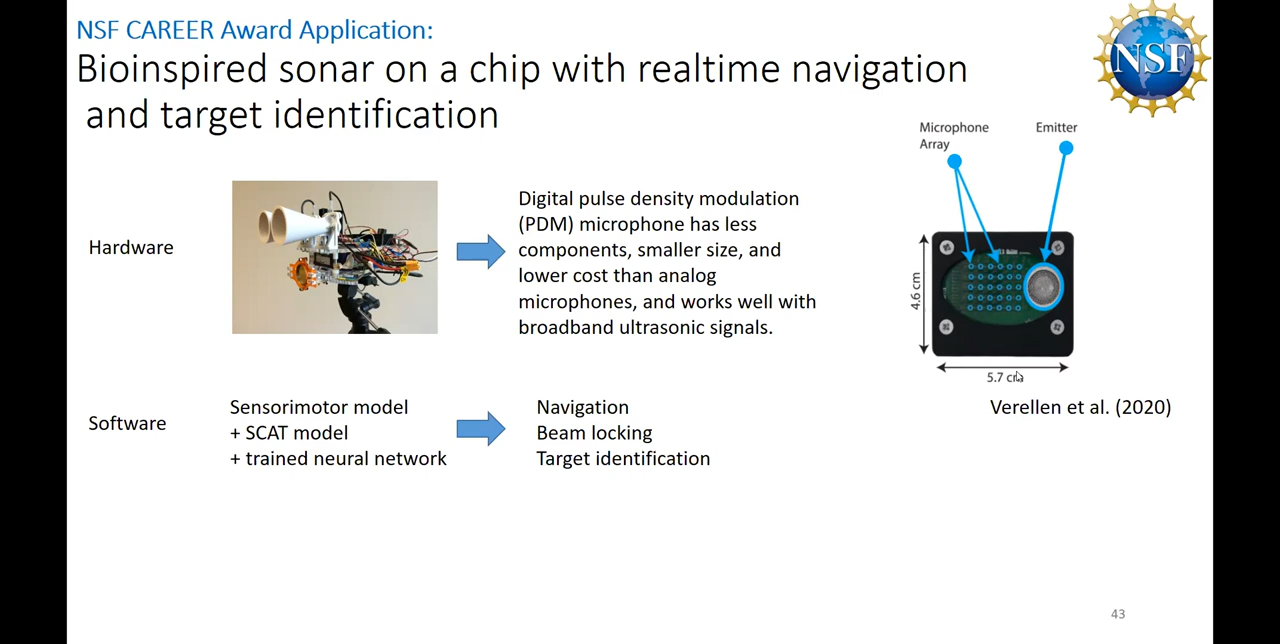 NSF CAREER Award Application:
Bioinspired sonar on a chip with realtime navigation
and target identification
NSF
Microphone
Array
Emitter
Hardware
Digital pulse density modulation
(PDM) microphone has less
components, smaller size, and
lower cost than analog
microphones, and works well with
broadband ultrasonic signals.
4.6 cm
5.7 cm
Verellen et al. (2020)
Software
Sensorimotor model
+ SCAT model
+ trained neural network
Navigation
Beam locking
Target identification
43